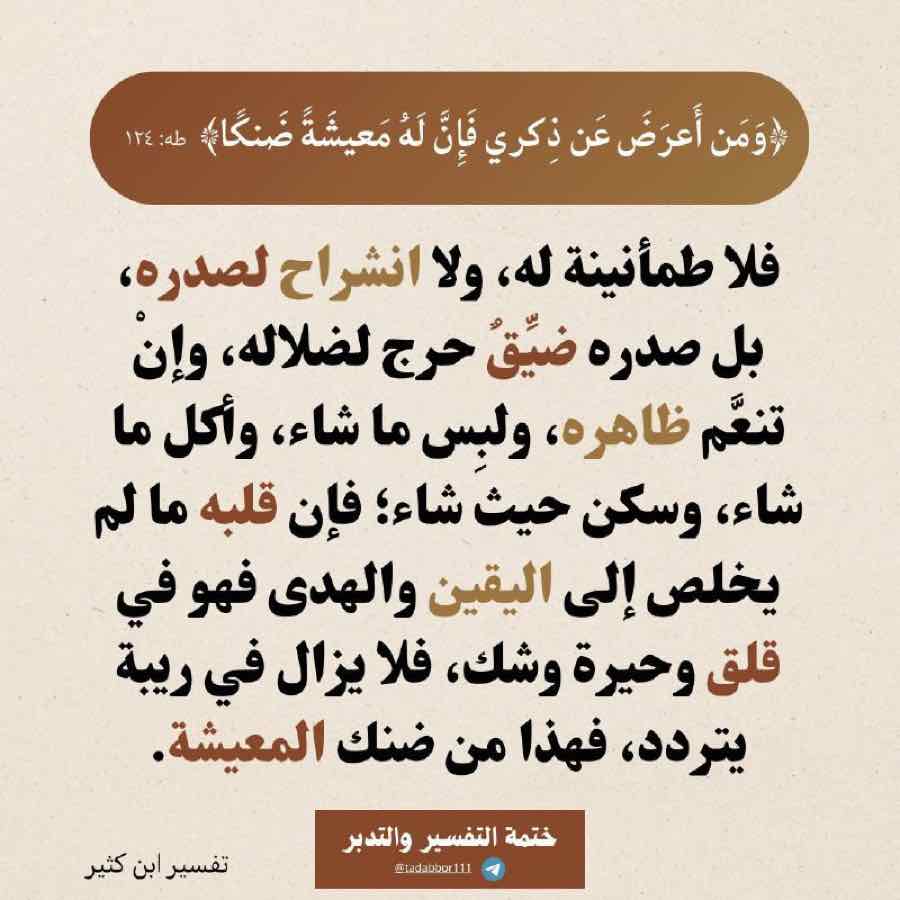 ﴿وَمَن أَعرَضَ عَن ذِكري فَإِنَّ لَهُ مَعيشَةً ضَنكًا﴾ طه: ١٢٤
فلا طمأنينة له، ولا انشراح لصدره،
بل صدره ضيِّقٌ حرج لضلاله، وإنْ
تنعَّم ظاهره، ولبِس ما شاء، وأكل ما
شاء، وسكن حيث شاء؛ فإن قلبه ما لم
يخلص إلى اليقين والهدى فهو في
قلق وحيرة وشك، فلا يزال في ريبة
يتردد، فهذا من ضنك المعيشة.
ختمة التفسير والتدبر
@tadabbor111
تفسير ابن كثير